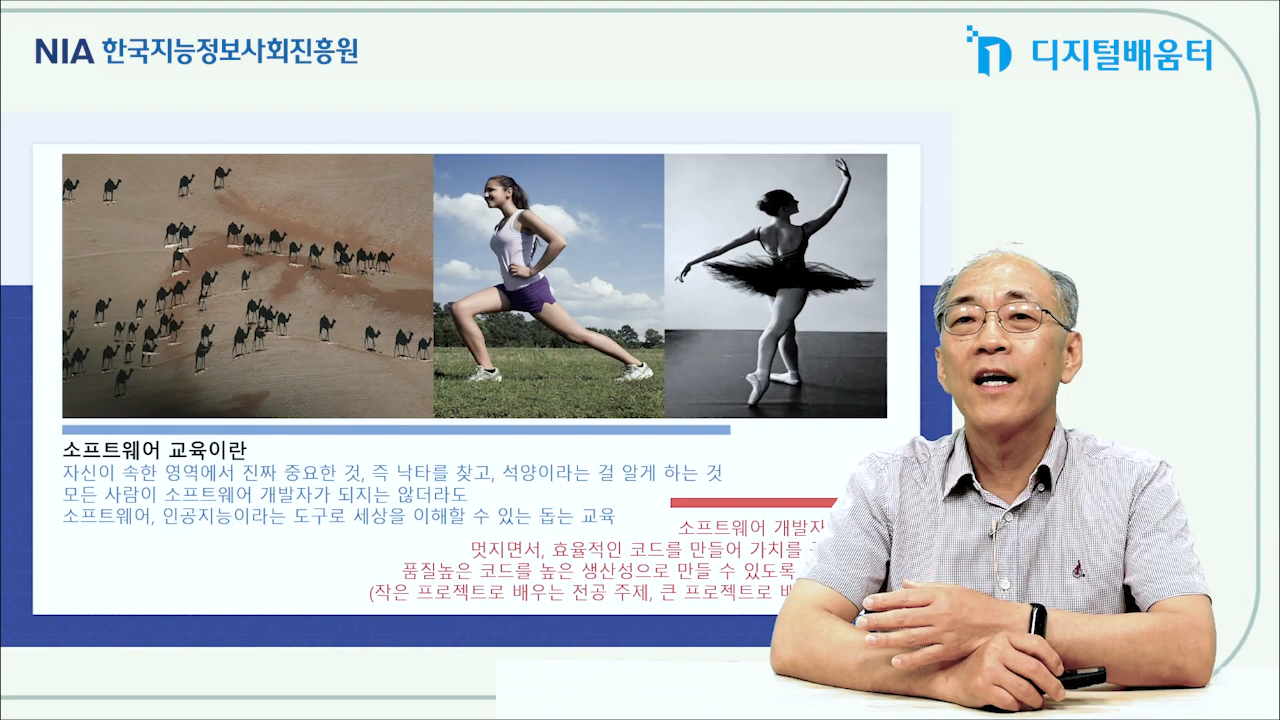 NIA 한국지능정보사회진흥원
디지털배움터
소프트웨어 교육이란
자신이 속한 영역에서 진짜 중요한 것, 즉 낙타를 찾고, 석양이라는 걸 알게 하는 것
모든 사람이 소프트웨어 개발자가 되지는 않더라도
소프트웨어, 인공지능이라는 도구로 세상을 이해할 수 있는 돕는 교육
소프트웨어 개발자
멋지면서, 효율적인 코드를 만들어 가치를
품질높은 코드를 높은 생산성으로 만들 수 있도록
(작은 프로젝트로 배우는 전공 주제, 큰 프로젝트로